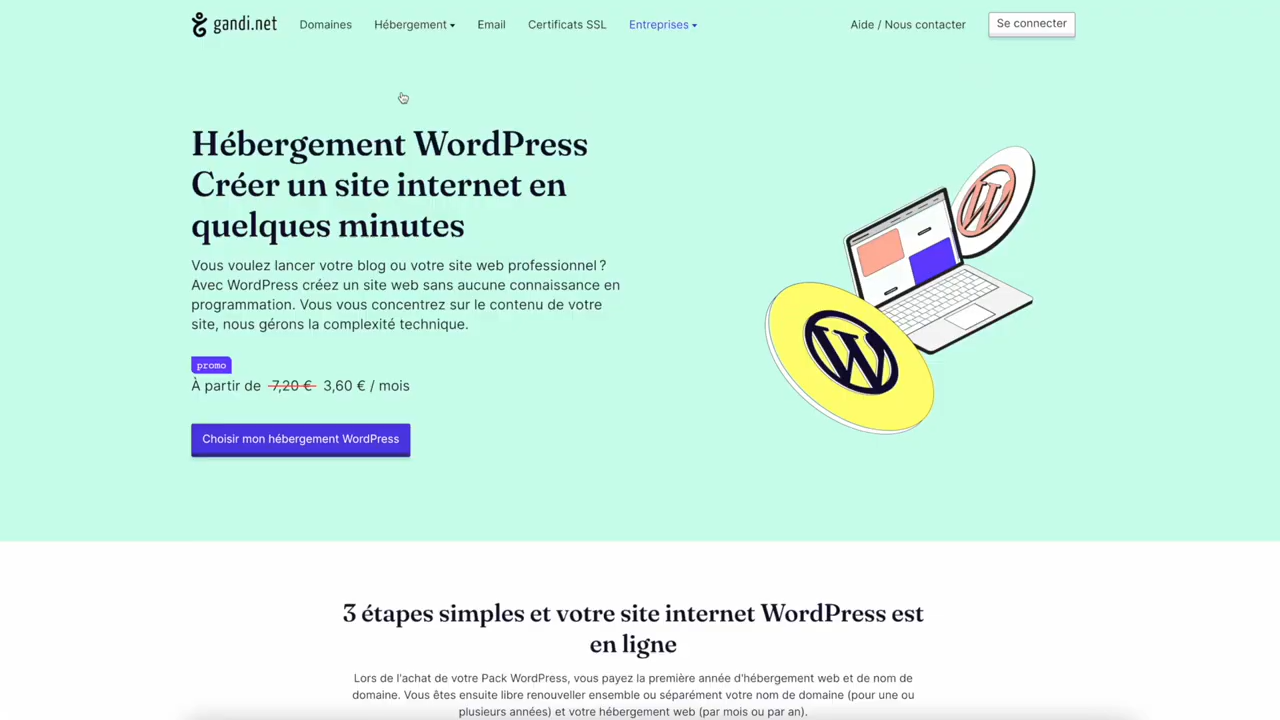 gandi.net Domaines Hébergement Email Certificats SSL Entreprises Aide / Nous contacter Se connecter
Hébergement WordPress
Créer un site internet en
quelques minutes
Vous voulez lancer votre blog ou votre site web professionnel ?
Avec WordPress créez un site web sans aucune connaissance en
programmation. Vous vous concentrez sur le contenu de votre
site, nous gérons la complexité technique.
promo
À partir de 7,20 € 3,60 € / mois
Choisir mon hébergement WordPress
3 étapes simples et votre site internet WordPress est
en ligne
Lors de l'achat de votre Pack WordPress, vous payez la première année d'hébergement web et de nom de
domaine. Vous êtes ensuite libre renouveller ensemble ou séparément votre nom de domaine (pour une ou
plusieurs années) et votre hébergement web (par mois ou par an).